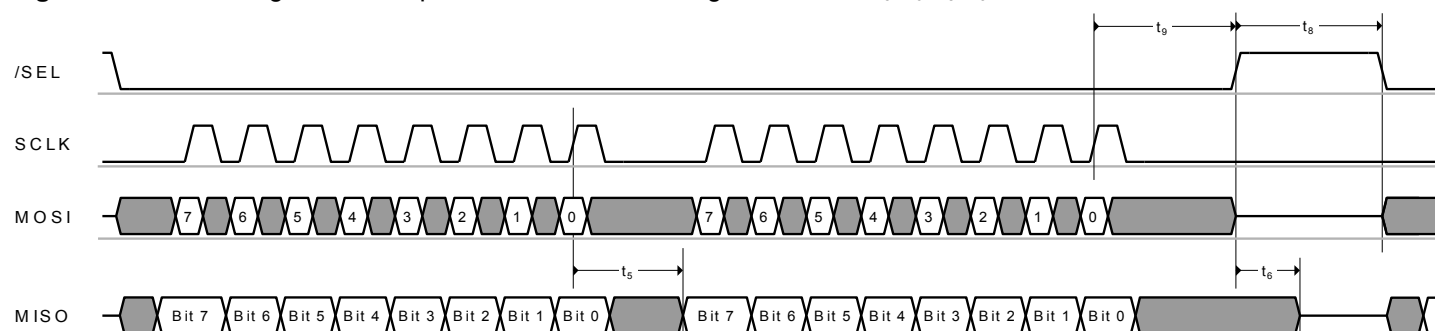 t9 t8
/SEL
SCLK
MOSI 7 6 5 4 3 2 1 0 7 6 5 4 3 2 1 0
t5 t6
MISO Bit 7 Bit 6 Bit 5 Bit 4 Bit 3 Bit 2 Bit 1 Bit 0 Bit 7 Bit 6 Bit 5 Bit 4 Bit 3 Bit 2 Bit 1 Bit 0